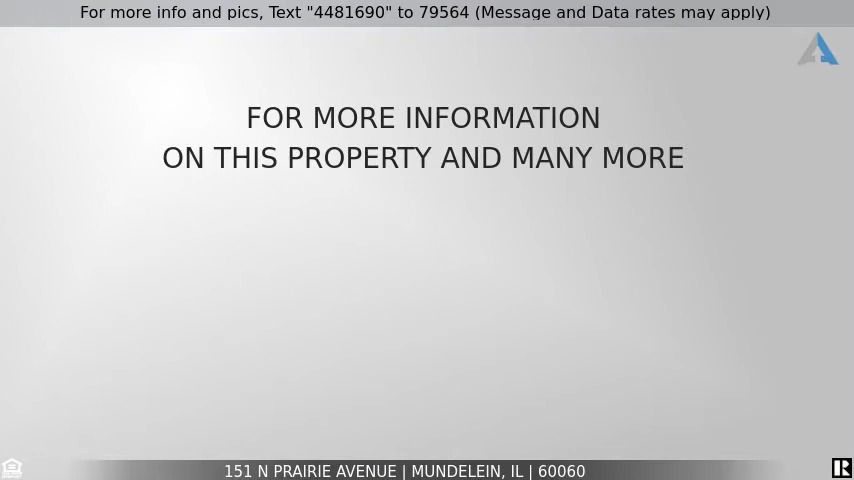 For more info and pics, Text "4481690" to 79564 (Message and Data rates may apply)
FOR MORE INFORMATION
ON THIS PROPERTY AND MANY MORE
151 N PRAIRIE AVENUE | MUNDELEIN, IL | 60060